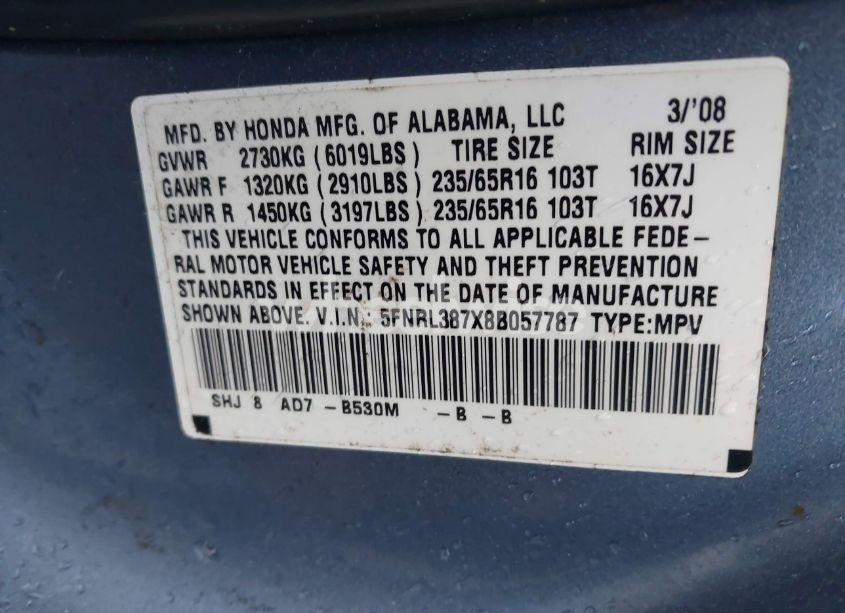 MFD. BY HONDA MFG. OF ALABAMA, LLC 3/'08
GVWR 2730KG (6019LBS) TIRE SIZE RIM SIZE
GAWR F 1320KG (2910LBS) 235/65R16 103T 16X7J
GAWR R 1450KG (3197LBS) 235/65R16 103T 16X7J
THIS VEHICLE CONFORMS TO ALL APPLICABLE FEDE-
RAL MOTOR VEHICLE SAFETY AND THEFT PREVENTION
STANDARDS IN EFFECT ON THE DATE OF MANUFACTURE
SHOWN ABOVE. V.I.N.: 5FNRL387X8B057787 TYPE:MPV
SHJ 8 AD7 -B530M -B -B